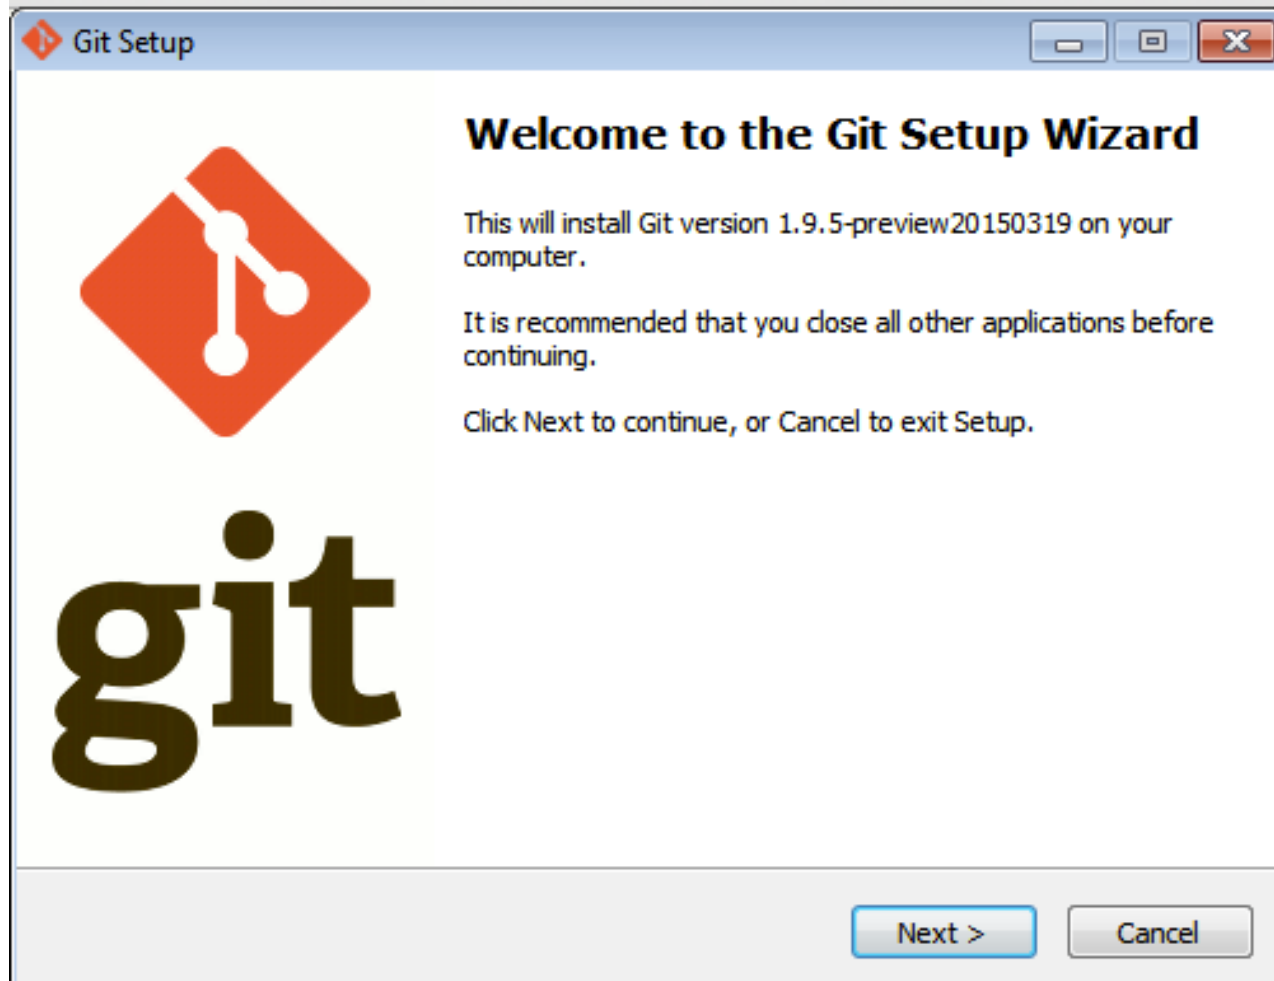 Git Setup
Welcome to the Git Setup Wizard
This will install Git version 1.9.5-preview20150319 on your
computer.
It is recommended that you close all other applications before
continuing.
Click Next to continue, or Cancel to exit Setup.
git
Next >
Cancel